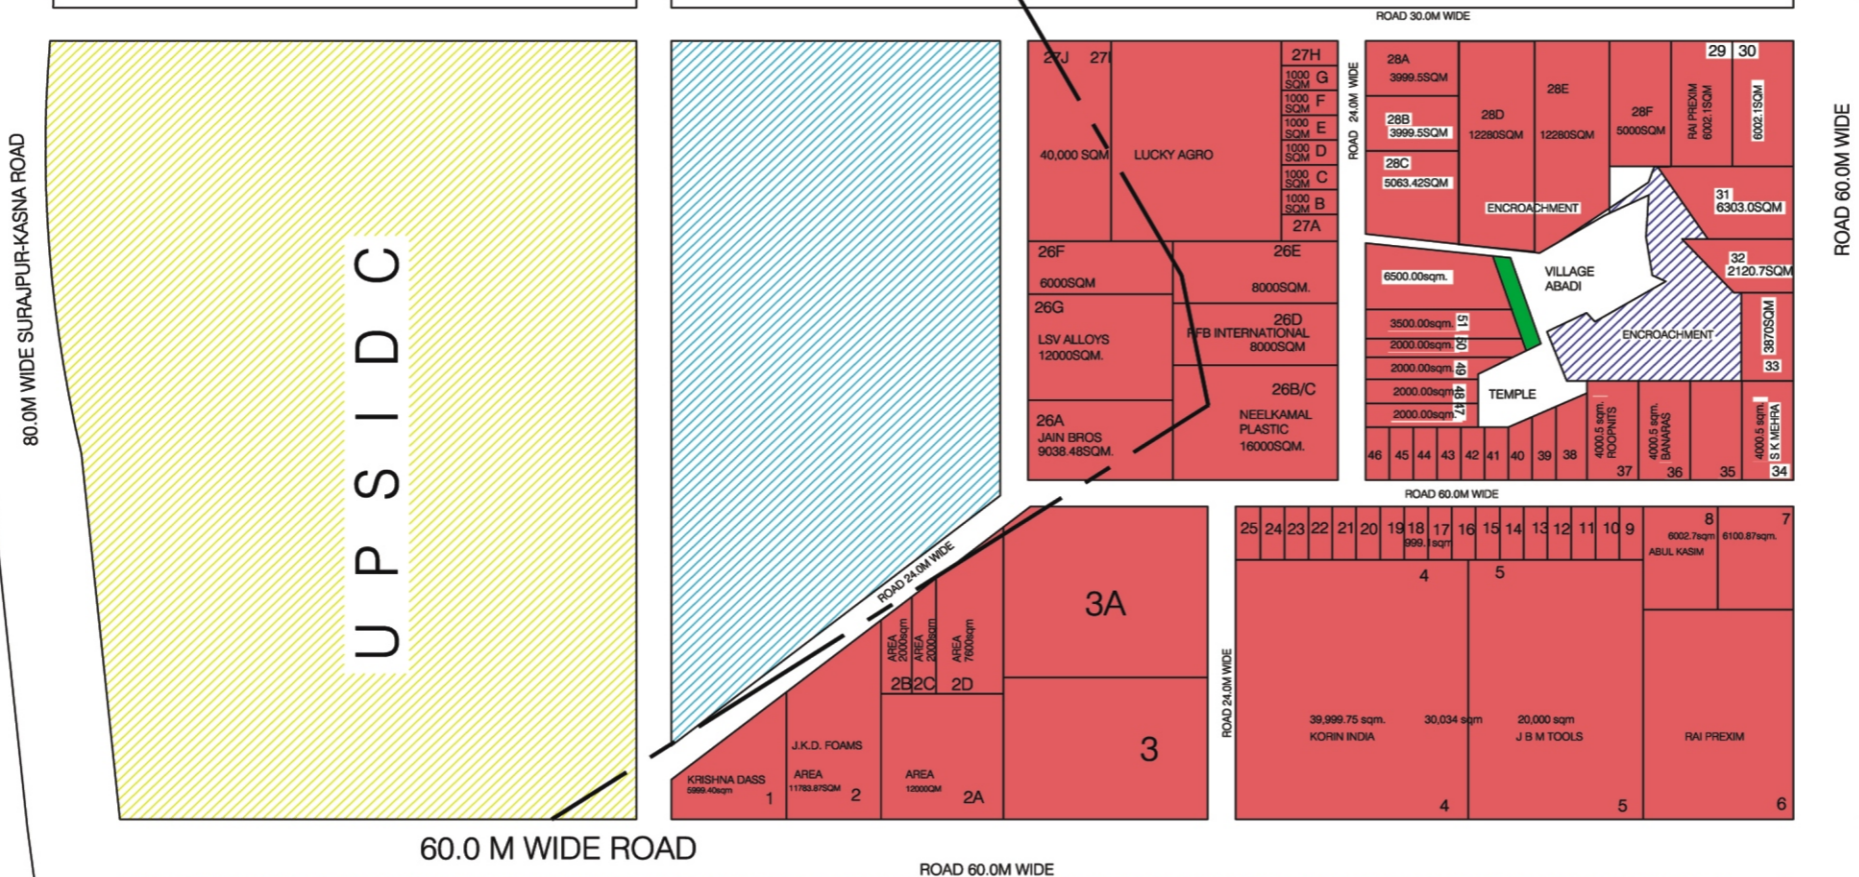 ROAD 30.0M WIDE
80.0M WIDE SURAJPUR-KASNA ROAD
UPSIDC
27J
27I
40,000 SQM
LUCKY AGRO
27H
1000 SQM G
1000 SQM F
1000 SQM E
1000 SQM D
1000 SQM C
1000 SQM B
27A
26F
6000SQM
26E
8000SQM.
26G
LSV ALLOYS
12000SQM.
26D
PFB INTERNATIONAL
8000SQM
26A
JAIN BROS
9038.48SQM.
26B/C
NEELKAMAL
PLASTIC
16000SQM.
ROAD 24.0M WIDE
28A
3999.5SQM
28B
3999.5SQM
28C
5063.42SQM
28D
12280SQM
28E
12280SQM
28F
5000SQM
29
RAI PREXIM
6002.1SQM
30
6002.1SQM
ENCROACHMENT
31
6303.0SQM
32
2120.7SQM
3870SQM
33
VILLAGE
ABADI
ENCROACHMENT
TEMPLE
6500.00sqm.
3500.00sqm. 51
2000.00sqm. 50
2000.00sqm. 49
2000.00sqm. 48
2000.00sqm. 47
46 45 44 43 42 41 40 39 38
4000.5 sqm.
ROOPNITS
37
4000.5 sqm.
BANARAS
36
35
4000.5 sqm.
S K MEHRA
34
ROAD 60.0M WIDE
ROAD 60.0M WIDE
ROAD 24.0M WIDE
KRISHNA DASS
5999.40sqm
1
J.K.D. FOAMS
AREA
11783.87SQM
2
AREA
2000sqm
2B
AREA
2000sqm
2C
AREA
7600sqm
2D
AREA
12000QM
2A
3A
3
ROAD 24.0M WIDE
25 24 23 22 21 20 19 18 17 16 15 14 13 12 11 10 9
999.1sqm
8
6002.7sqm
ABUL KASIM
7
6100.87sqm.
4
5
39,999.75 sqm.
KORIN INDIA
30,034 sqm
20,000 sqm
J B M TOOLS
RAI PREXIM
4
5
6
60.0 M WIDE ROAD
ROAD 60.0M WIDE